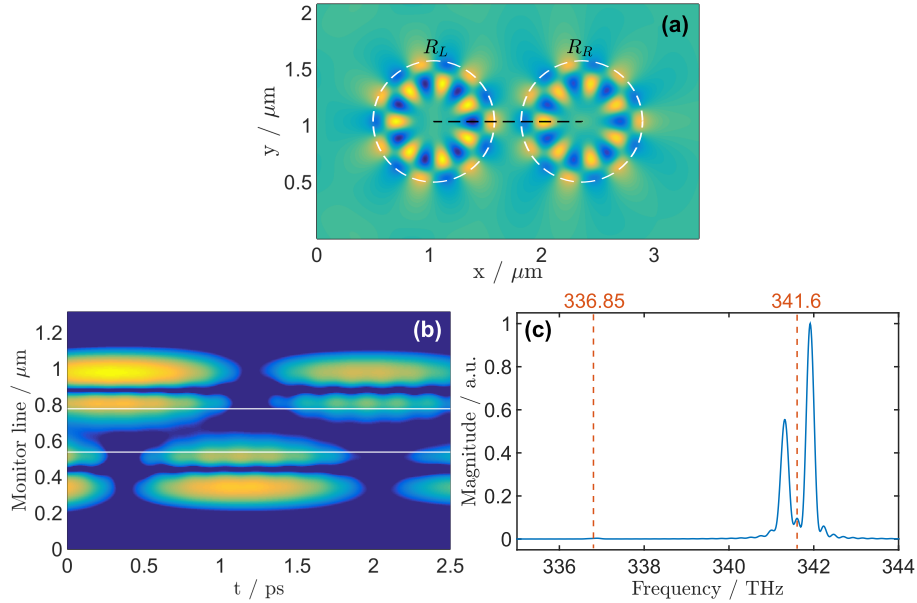 (a)
R_L
R_R
2
1.5
1
0.5
y / μm
0 1 2 3
x / μm
(b)
1.2
1
0.8
0.6
0.4
0.2
0
Monitor line / μm
0 0.5 1 1.5 2 2.5
t / ps
336.85 341.6
(c)
1
0.8
0.6
0.4
0.2
0
Magnitude / a.u.
336 338 340 342 344
Frequency / THz